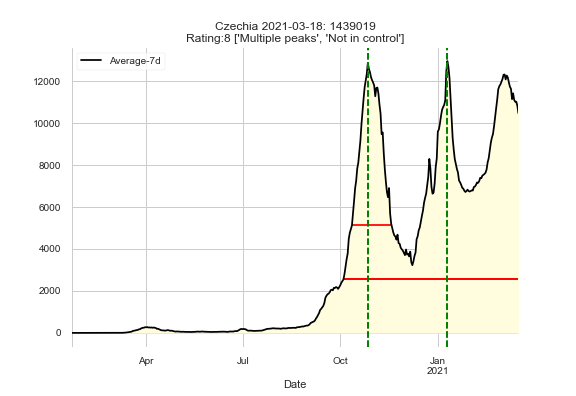 Czechia 2021-03-18: 1439019
Rating:8 ['Multiple peaks', 'Not in control']
Average-7d
12000
10000
8000
6000
4000
2000
0
Apr
Jul
Oct
Jan
2021
Date